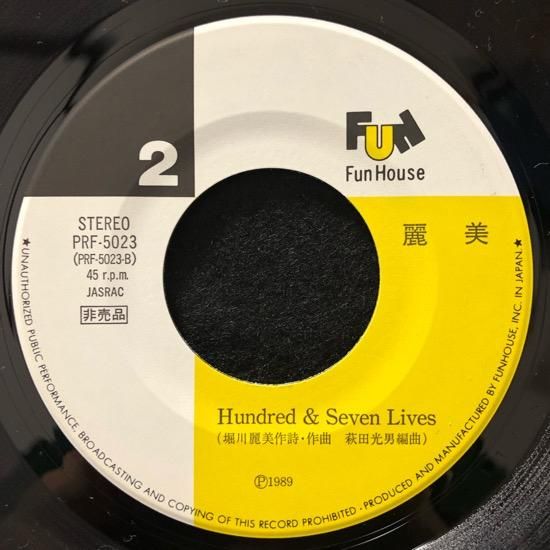 2
FUN
Fun House
STEREO
PRF-5023
(PRF-5023-B)
45 r.p.m.
JASRAC
非売品
麗 美
Hundred & Seven Lives
(堀川麗美作詩・作曲 萩田光男編曲)
Ⓟ1989
★UNAUTHORIZED PUBLIC PERFORMANCE, BROADCASTING AND COPYING OF THIS RECORD PROHIBITED・PRODUCED AND MANUFACTURED BY FUNHOUSE, INC. IN JAPAN.★